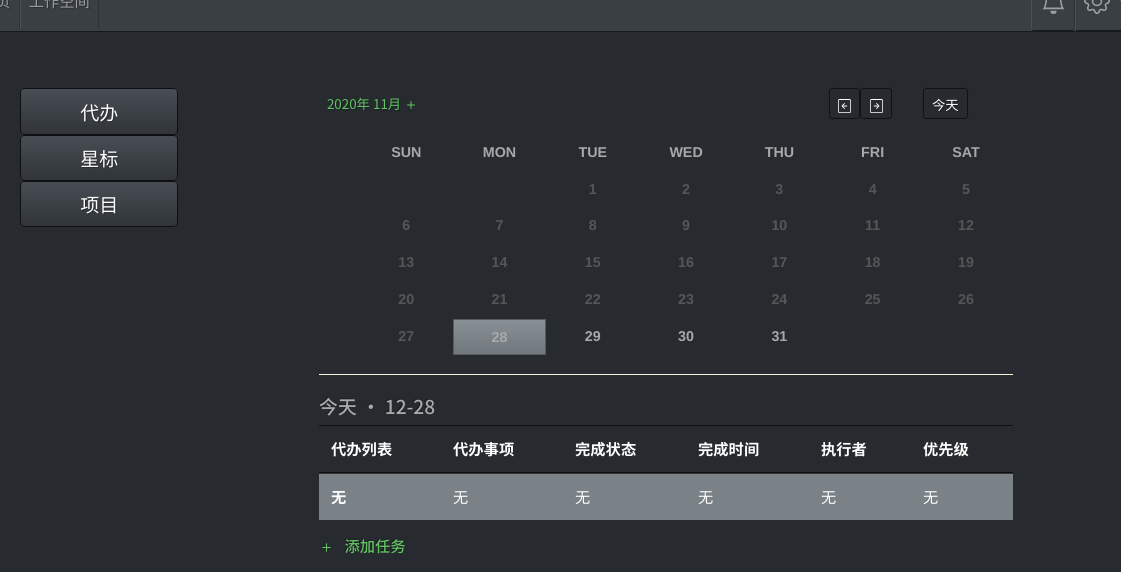 页 工作空间
代办
星标
项目
2020年 11月 +
今天
SUN MON TUE WED THU FRI SAT
1 2 3 4 5
6 7 8 9 10 11 12
13 14 15 16 17 18 19
20 21 22 23 24 25 26
27 28 29 30 31
今天 • 12-28
代办列表 代办事项 完成状态 完成时间 执行者 优先级
无 无 无 无 无 无
+ 添加任务